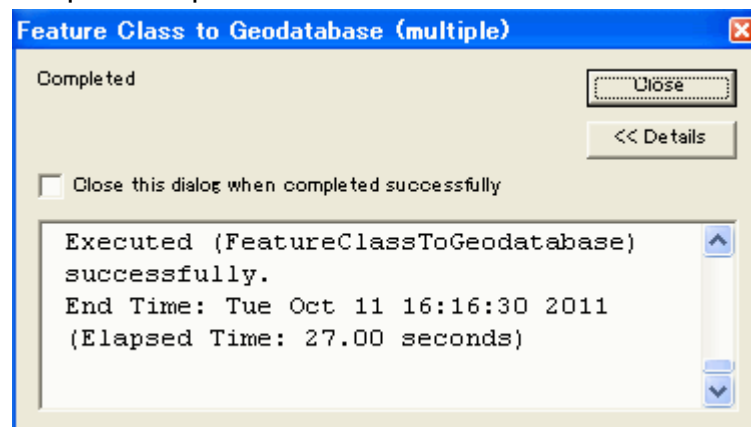 Feature Class to Geodatabase (multiple)
Completed
Close
<< Details
Close this dialog when completed successfully
Executed (FeatureClassToGeodatabase)
successfully.
End Time: Tue Oct 11 16:16:30 2011
(Elapsed Time: 27.00 seconds)